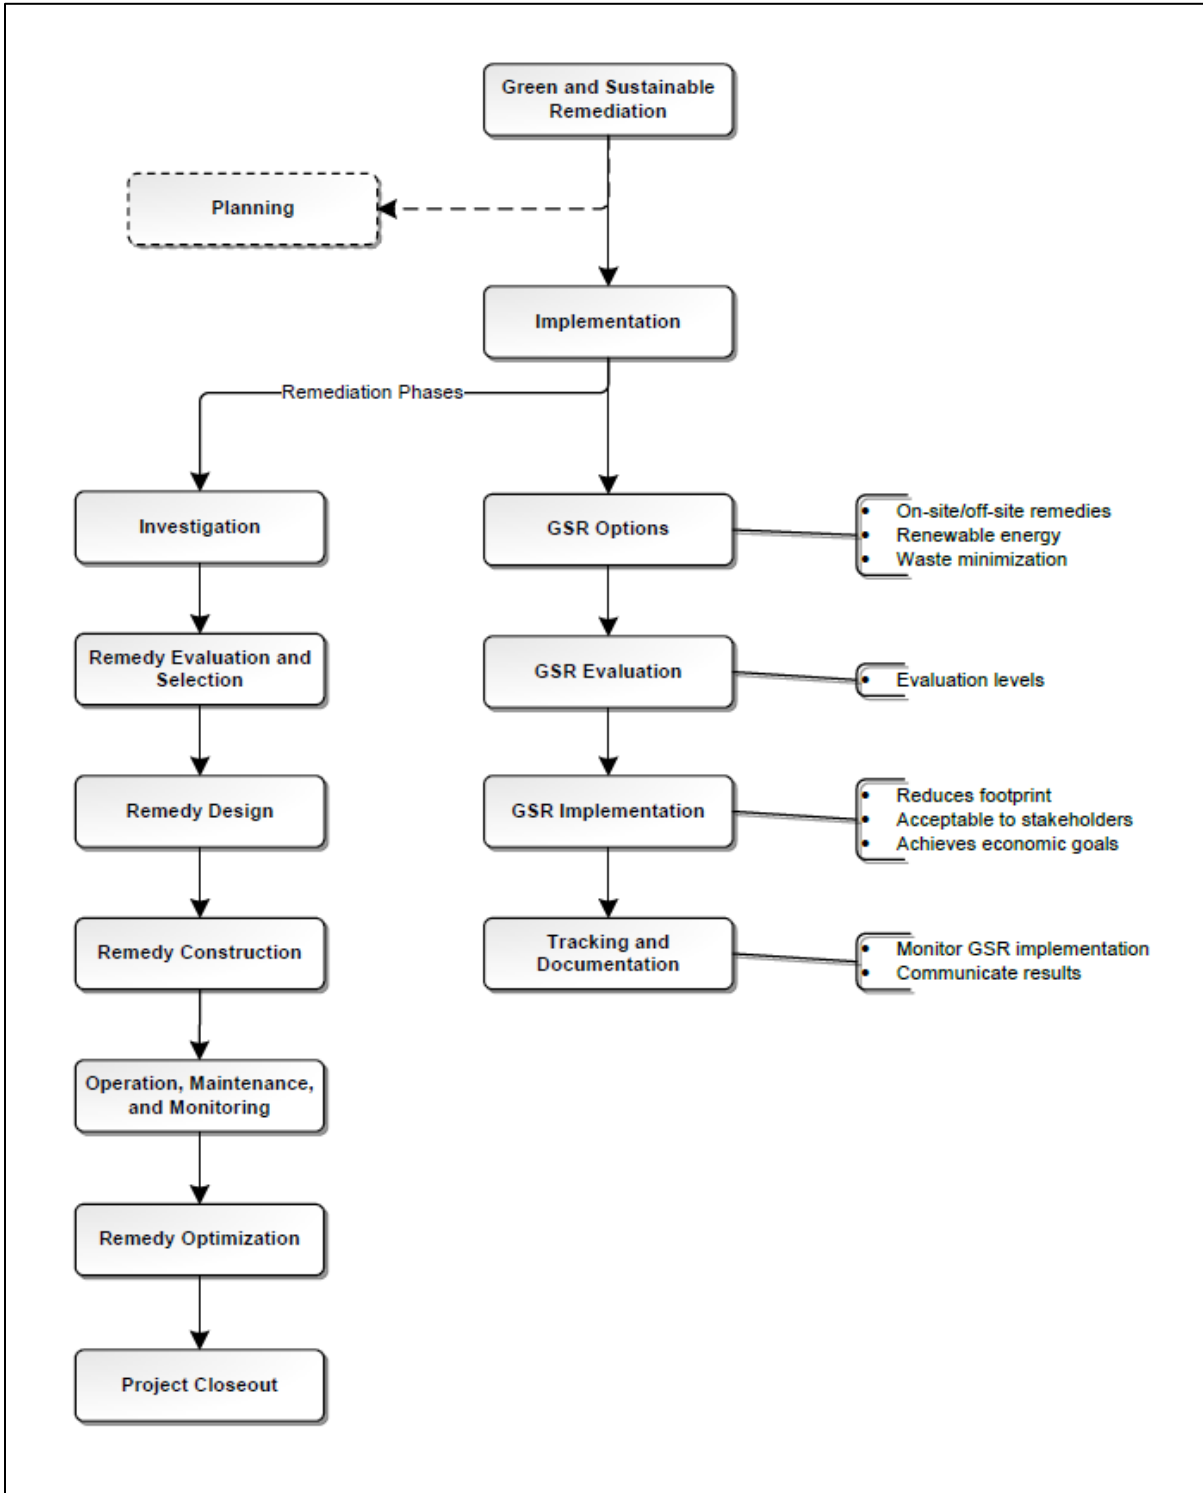 Green and Sustainable
Remediation
Planning
Implementation
Remediation Phases
Investigation
GSR Options
• On-site/off-site remedies
• Renewable energy
• Waste minimization
Remedy Evaluation and
Selection
GSR Evaluation
• Evaluation levels
Remedy Design
GSR Implementation
• Reduces footprint
• Acceptable to stakeholders
• Achieves economic goals
Remedy Construction
Tracking and
Documentation
• Monitor GSR implementation
• Communicate results
Operation, Maintenance,
and Monitoring
Remedy Optimization
Project Closeout